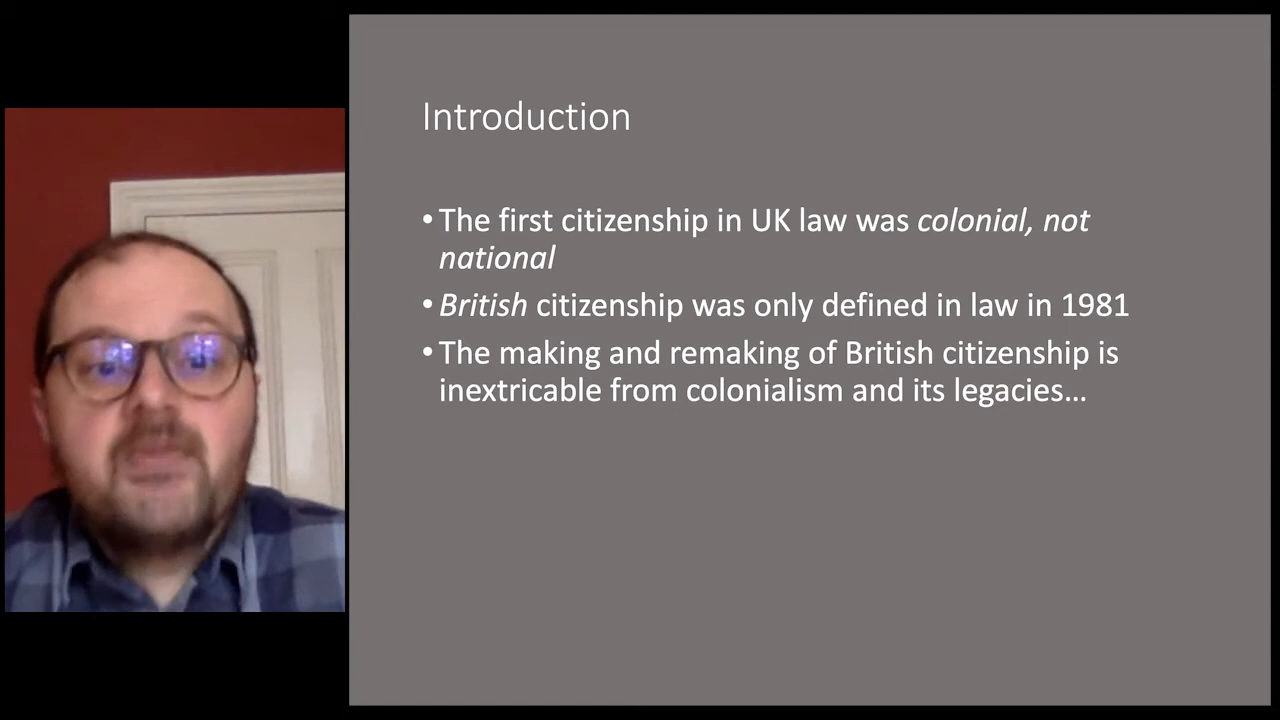 Introduction
• The first citizenship in UK law was colonial, not
national
• British citizenship was only defined in law in 1981
• The making and remaking of British citizenship is
inextricable from colonialism and its legacies…